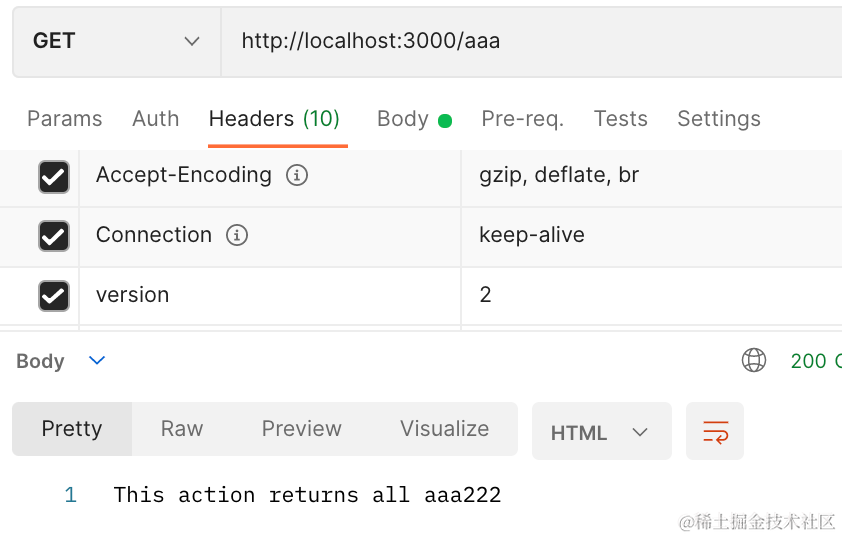 GET http://localhost:3000/aaa
Params Auth Headers (10) Body Pre-req. Tests Settings
Accept-Encoding gzip, deflate, br
Connection keep-alive
version 2
Body 200
Pretty Raw Preview Visualize HTML
1 This action returns all aaa222
@稀土掘金技术社区